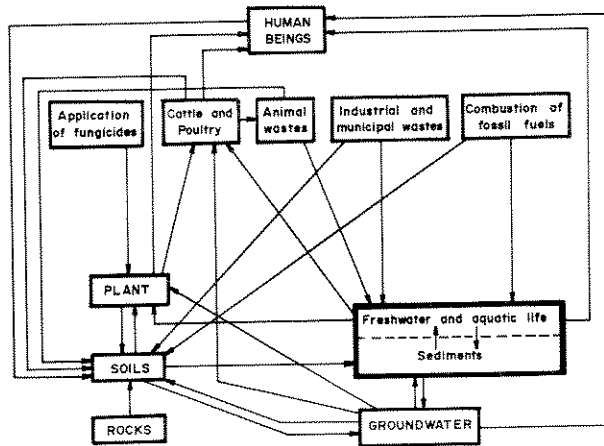 HUMAN
BEINGS
Application
of fungicides
Cattle and
Poultry
Animal
wastes
Industrial and
municipal wastes
Combustion of
fossil fuels
PLANT
Freshwater and aquatic life
Sediments
SOILS
ROCKS
GROUNDWATER